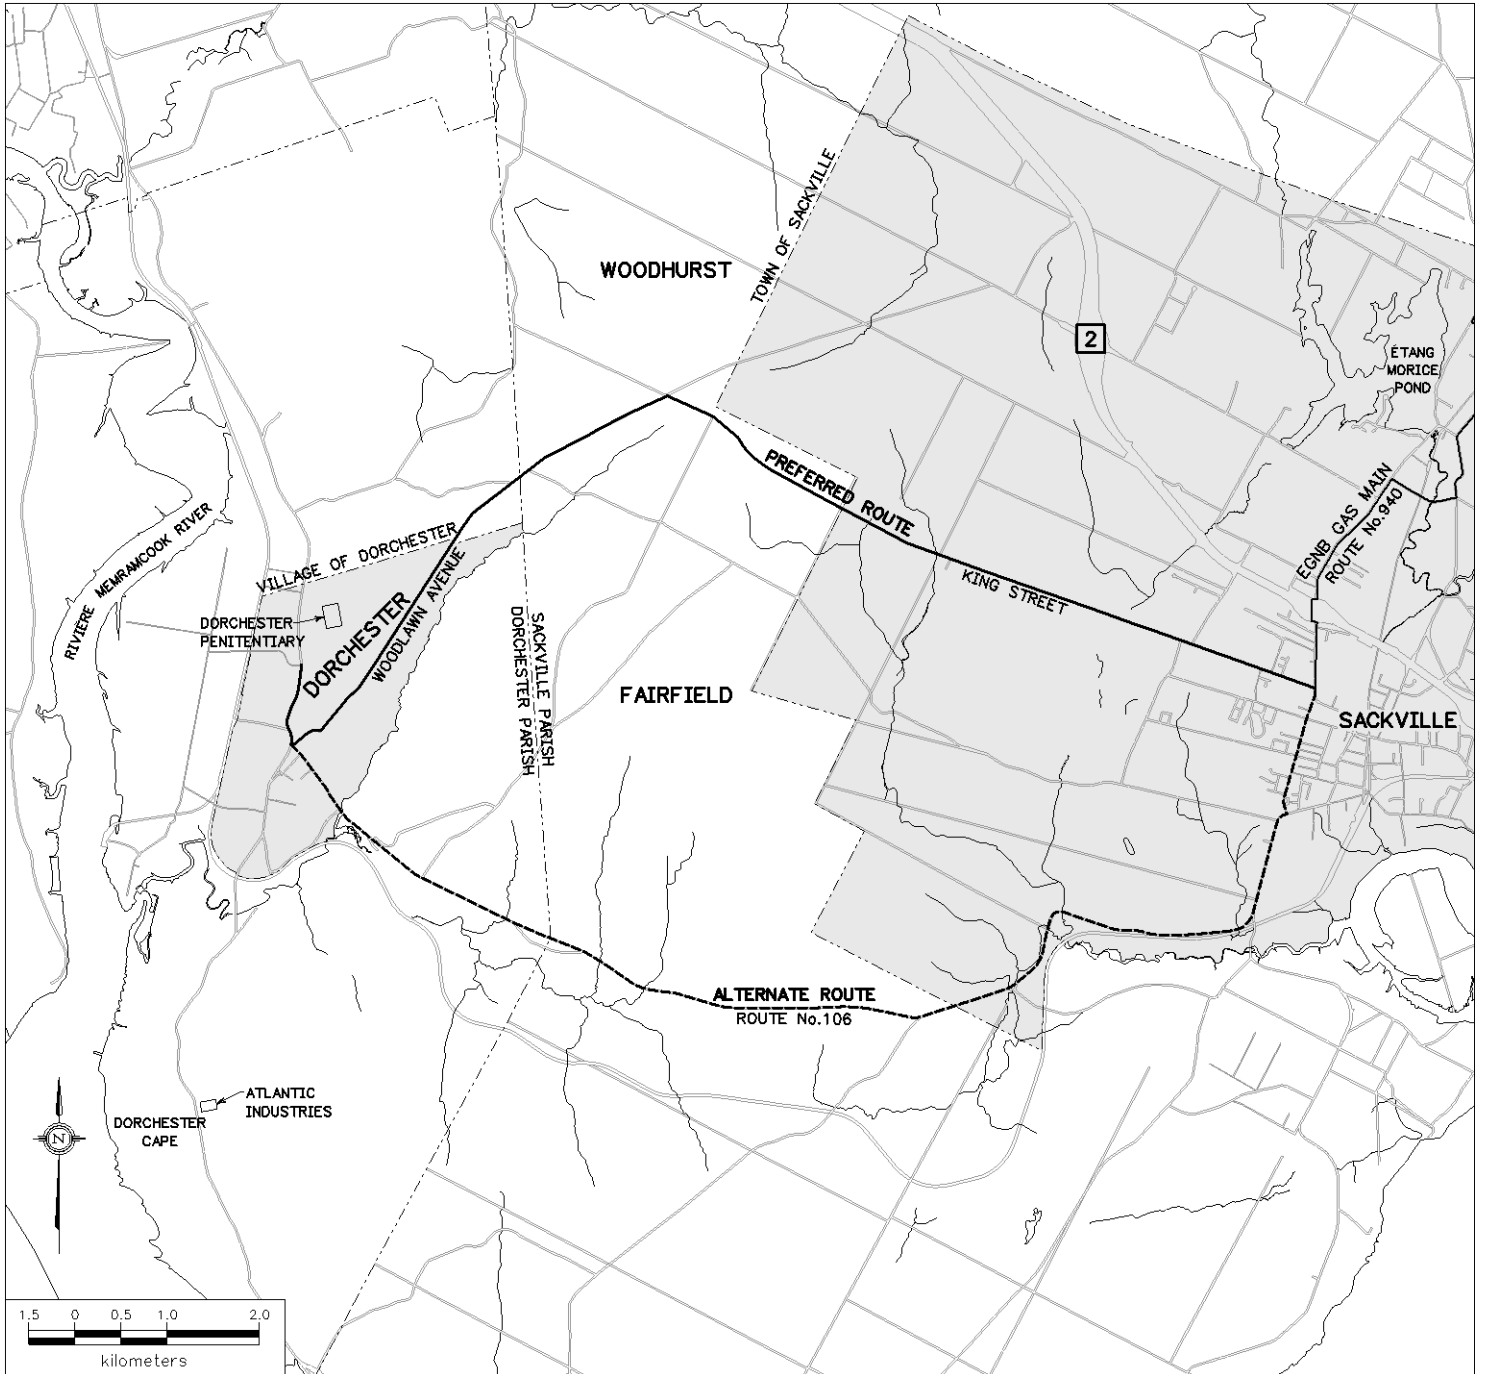 TOWN OF SACKVILLE
WOODHURST
2
ÉTANG
MORICE
POND
PREFERRED ROUTE
EGNB GAS MAIN
ROUTE No.940
RIVIERE MEMRAMCOOK RIVER
VILLAGE OF DORCHESTER
WOODLAWN AVENUE
DORCHESTER
KING STREET
DORCHESTER
PENITENTIARY
SACKVILLE PARISH
DORCHESTER PARISH
FAIRFIELD
SACKVILLE
ALTERNATE ROUTE
ROUTE No.106
ATLANTIC
INDUSTRIES
DORCHESTER
CAPE
N
1.5 0 0.5 1.0 2.0
kilometers